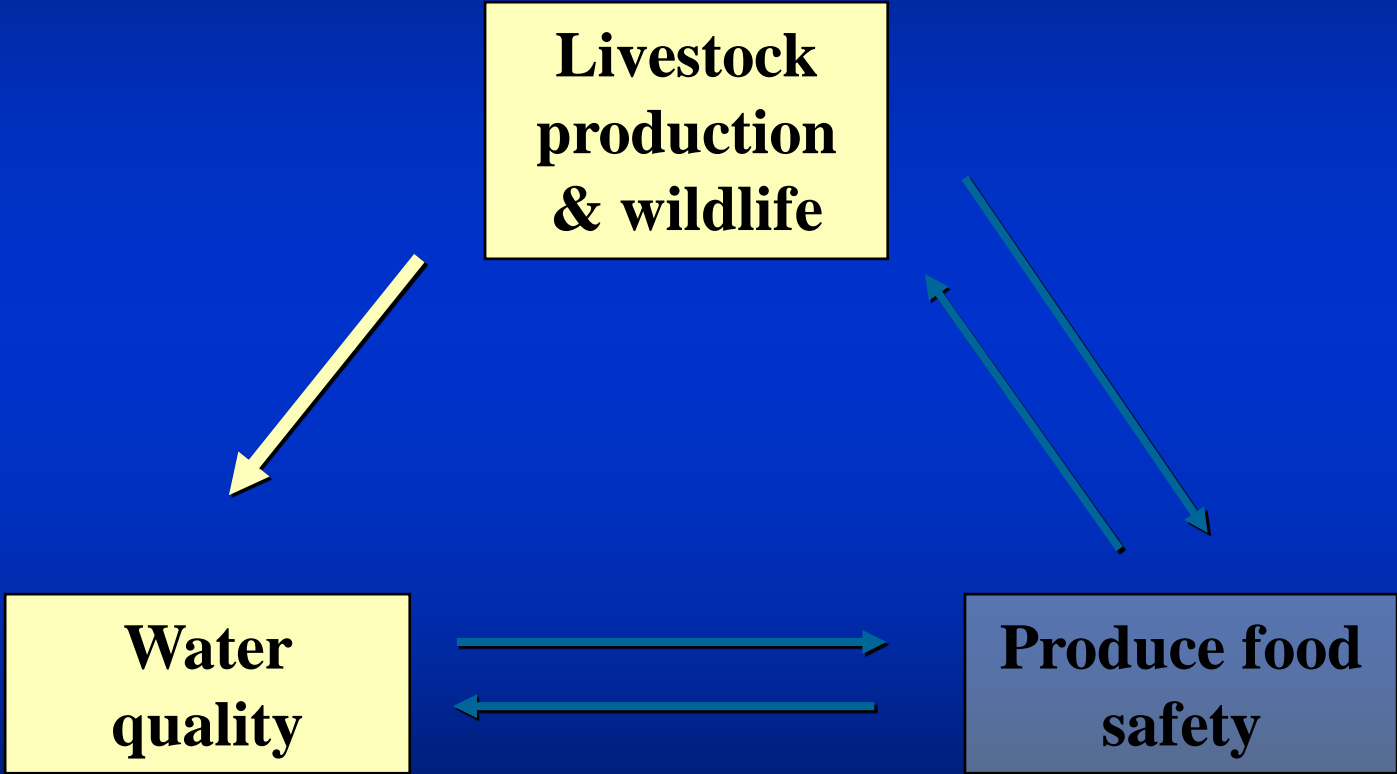 Livestock
production
& wildlife
Water
quality
Produce food
safety